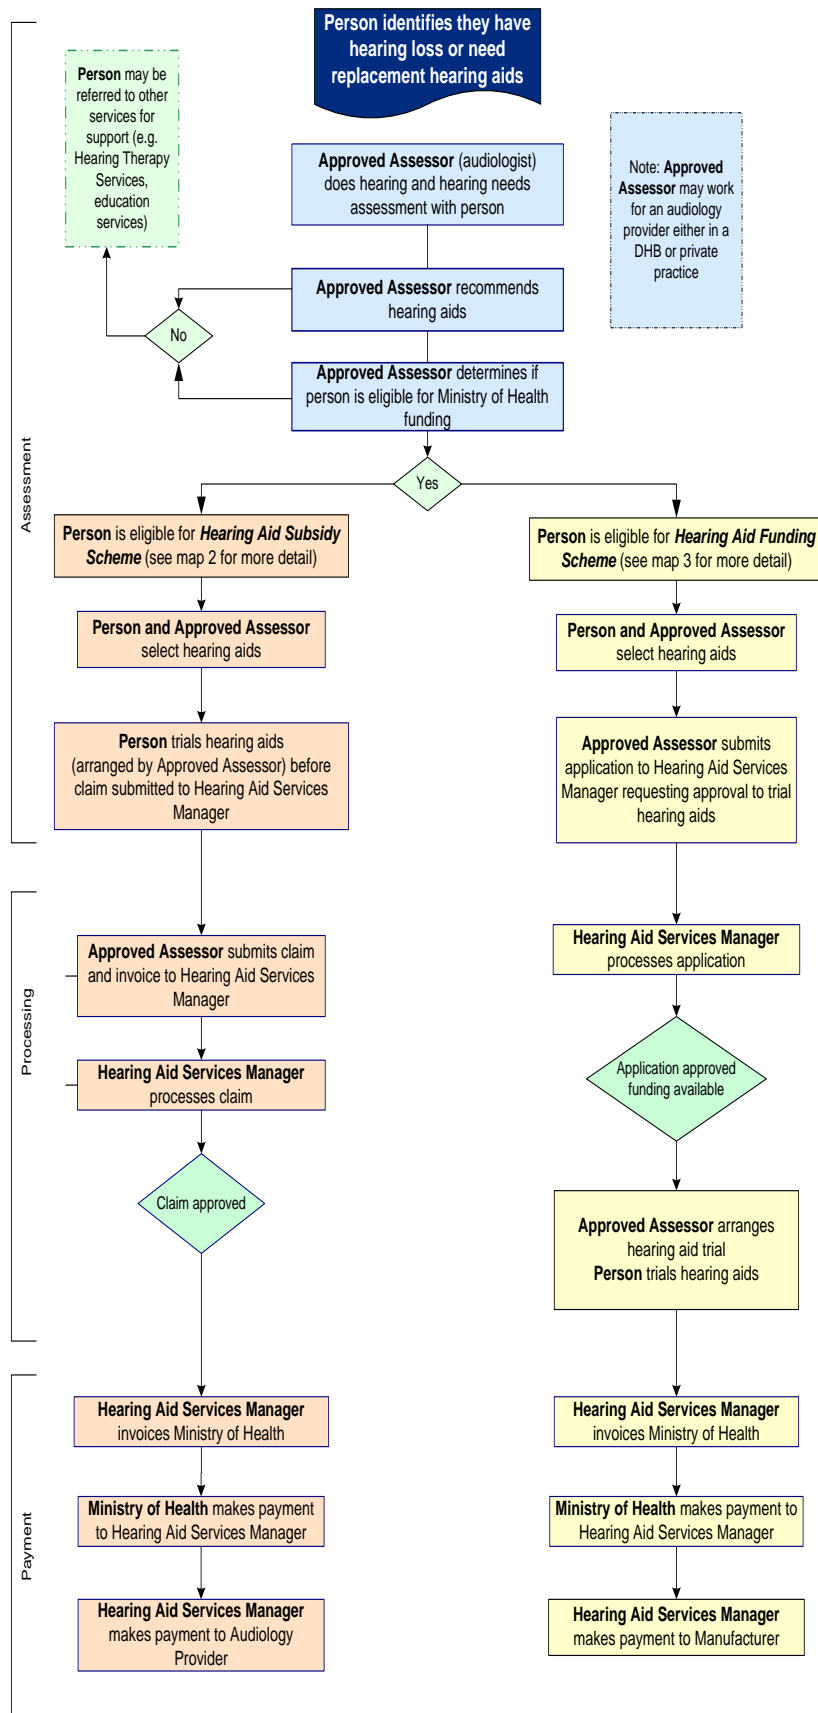 Person identifies they have
hearing loss or need
replacement hearing aids
Person may be
referred to other
services for
support (e.g.
Hearing Therapy
Services,
education
services)
Approved Assessor (audiologist)
does hearing and hearing needs
assessment with person
Note: Approved
Assessor may work
for an audiology
provider either in a
DHB or private
practice
Approved Assessor recommends
hearing aids
No
Approved Assessor determines if
person is eligible for Ministry of Health
funding
Yes
Assessment
Person is eligible for Hearing Aid Subsidy
Scheme (see map 2 for more detail)
Person is eligible for Hearing Aid Funding
Scheme (see map 3 for more detail)
Person and Approved Assessor
select hearing aids
Person and Approved Assessor
select hearing aids
Person trials hearing aids
(arranged by Approved Assessor) before
claim submitted to Hearing Aid Services
Manager
Approved Assessor submits
application to Hearing Aid Services
Manager requesting approval to trial
hearing aids
Processing
Approved Assessor submits claim
and invoice to Hearing Aid Services
Manager
Hearing Aid Services Manager
processes application
Hearing Aid Services Manager
processes claim
Application approved
funding available
Claim approved
Approved Assessor arranges
hearing aid trial
Person trials hearing aids
Payment
Hearing Aid Services Manager
invoices Ministry of Health
Hearing Aid Services Manager
invoices Ministry of Health
Ministry of Health makes payment
to Hearing Aid Services Manager
Ministry of Health makes payment to
Hearing Aid Services Manager
Hearing Aid Services Manager
makes payment to Audiology
Provider
Hearing Aid Services Manager
makes payment to Manufacturer